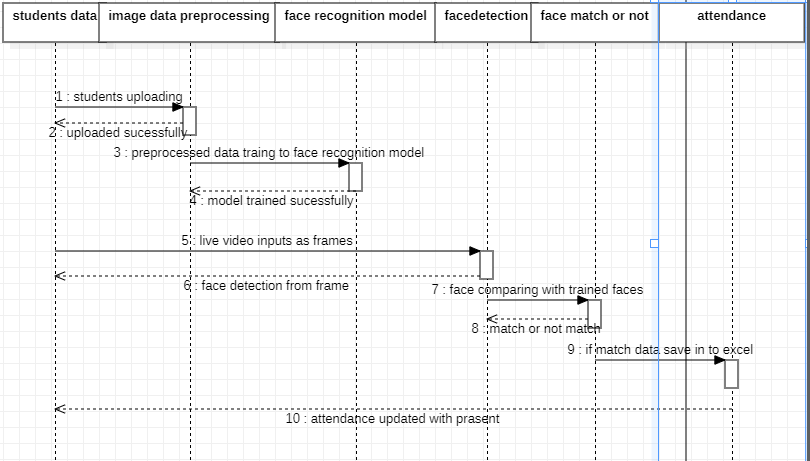 students data
image data preprocessing
face recognition model
facedetection
face match or not
attendance
1 : students uploading
2 : uploaded sucessfully
3 : preprocessed data traing to face recognition model
4 : model trained sucessfully
5 : live video inputs as frames
6 : face detection from frame
7 : face comparing with trained faces
8 : match or not match
9 : if match data save in to excel
10 : attendance updated with prasent